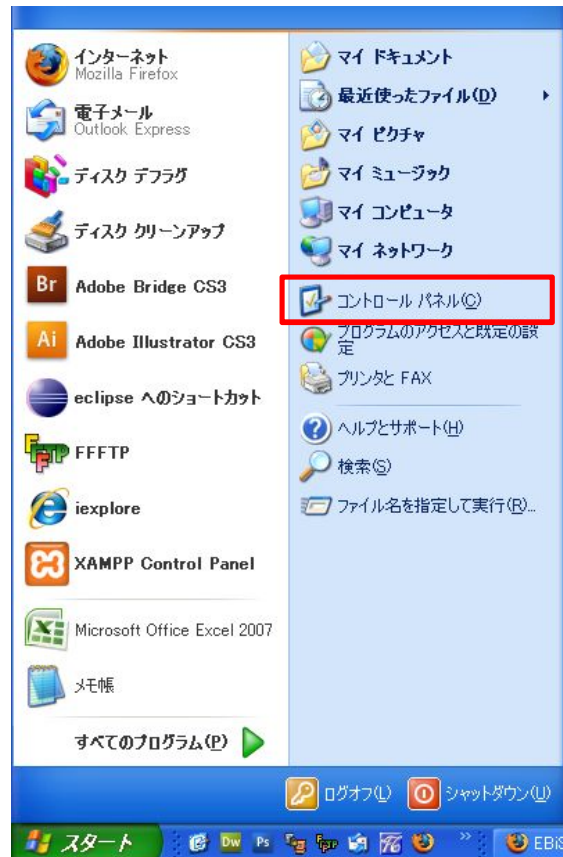 インターネット
Mozilla Firefox
電子メール
Outlook Express
ディスク デフラグ
ディスク クリーンアップ
Br Adobe Bridge CS3
Ai Adobe Illustrator CS3
eclipse へのショートカット
FFFTP
iexplore
XAMPP Control Panel
Microsoft Office Excel 2007
メモ帳
すべてのプログラム(P)
マイ ドキュメント
最近使ったファイル(D)
マイ ピクチャ
マイ ミュージック
マイ コンピュータ
マイ ネットワーク
コントロール パネル(C)
プログラムのアクセスと既定の設
定
プリンタと FAX
ヘルプとサポート(H)
検索(S)
ファイル名を指定して実行(R)...
ログオフ(L) シャットダウン(U)
スタート Dw Ps EBiS